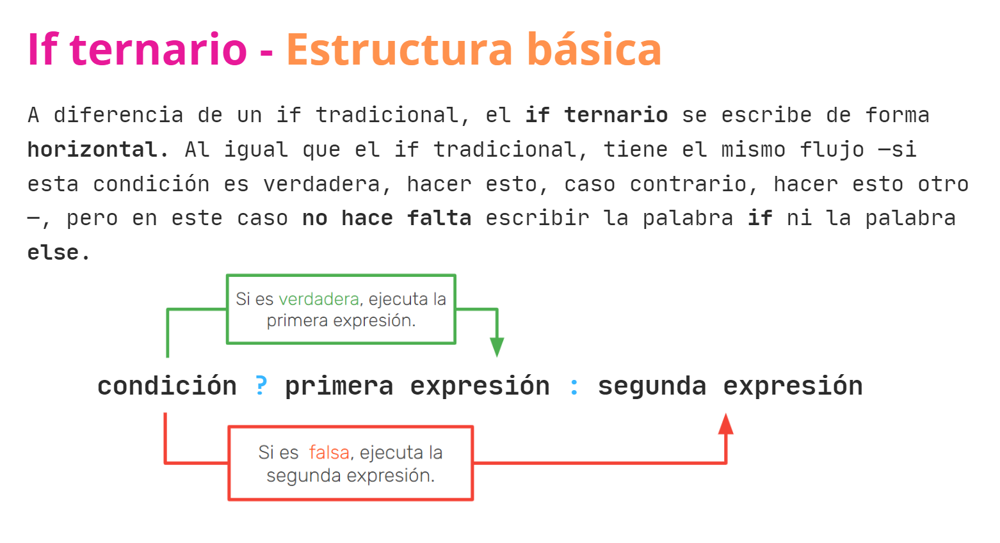 If ternario - Estructura básica
A diferencia de un if tradicional, el if ternario se escribe de forma
horizontal. Al igual que el if tradicional, tiene el mismo flujo —si
esta condición es verdadera, hacer esto, caso contrario, hacer esto otro
—, pero en este caso no hace falta escribir la palabra if ni la palabra
else.
Si es verdadera, ejecuta la
primera expresión.
condición ? primera expresión : segunda expresión
Si es falsa, ejecuta la
segunda expresión.